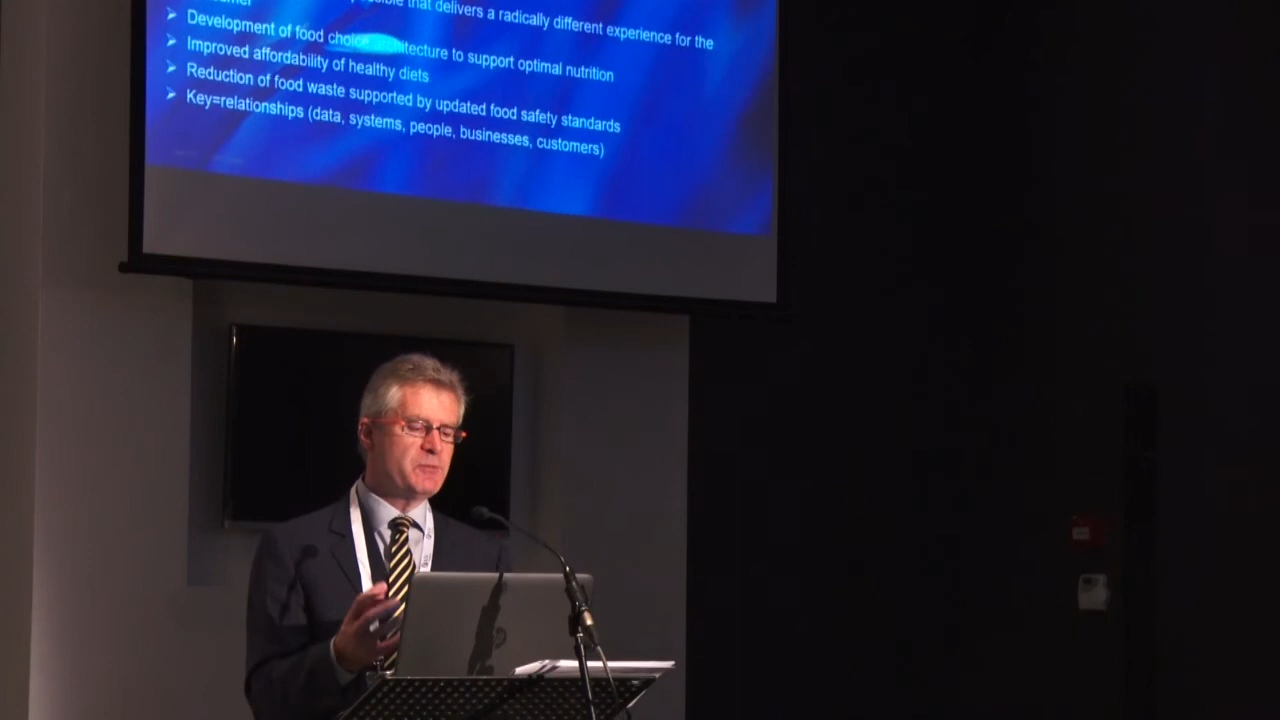 that delivers a radically different experience for the
Development of food choice architecture to support optimal nutrition
Improved affordability of healthy diets
Reduction of food waste supported by updated food safety standards
Key=relationships (data, systems, people, businesses, customers)